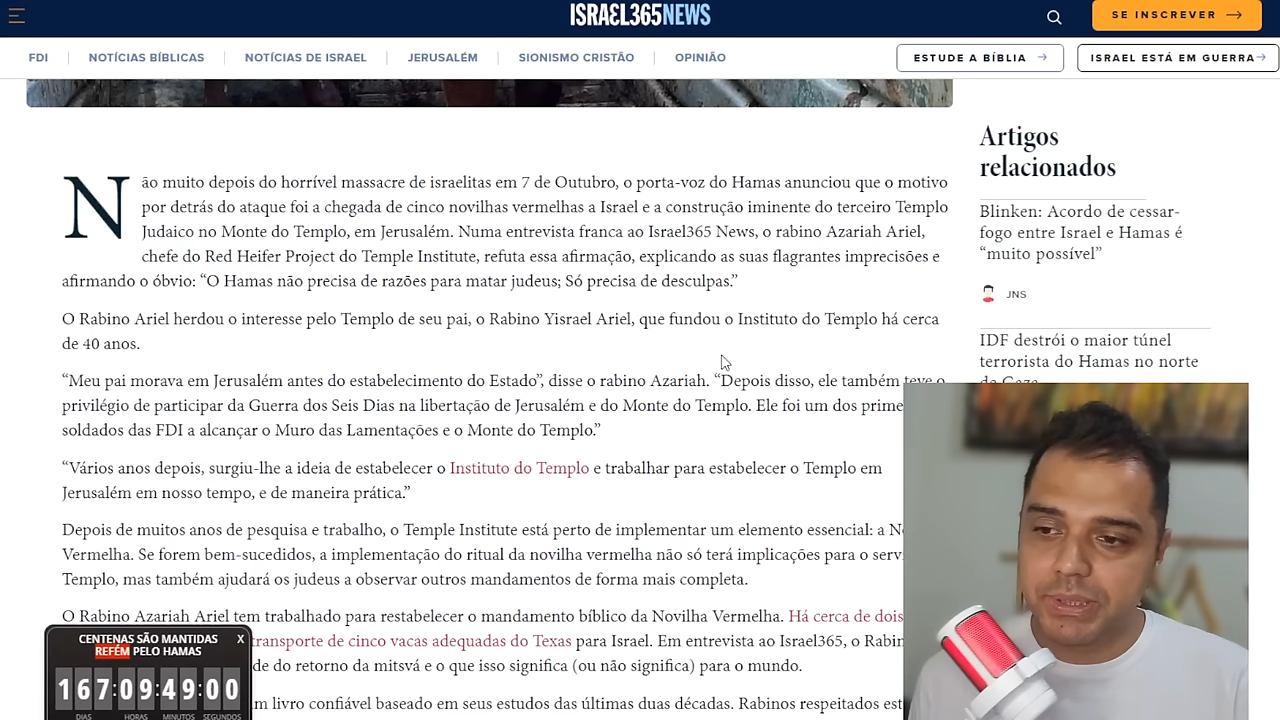 ISRAEL365NEWS
SE INSCREVER
FDI
NOTÍCIAS BÍBLICAS
NOTÍCIAS DE ISRAEL
JERUSALÉM
SIONISMO CRISTÃO
OPINIÃO
ESTUDE A BÍBLIA
ISRAEL ESTÁ EM GUERRA
Não muito depois do horrível massacre de israelitas em 7 de Outubro, o porta-voz do Hamas anunciou que o motivo
por detrás do ataque foi a chegada de cinco novilhas vermelhas a Israel e a construção iminente do terceiro Templo
Judaico no Monte do Templo, em Jerusalém. Numa entrevista franca ao Israel365 News, o rabino Azariah Ariel,
chefe do Red Heifer Project do Temple Institute, refuta essa afirmação, explicando as suas flagrantes imprecisões e
afirmando o óbvio: “O Hamas não precisa de razões para matar judeus; Só precisa de desculpas.”
O Rabino Ariel herdou o interesse pelo Templo de seu pai, o Rabino Yisrael Ariel, que fundou o Instituto do Templo há cerca
de 40 anos.
“Meu pai morava em Jerusalém antes do estabelecimento do Estado”, disse o rabino Azariah. “Depois disso, ele também teve o
privilégio de participar da Guerra dos Seis Dias na libertação de Jerusalém e do Monte do Templo. Ele foi um dos prime
soldados das FDI a alcançar o Muro das Lamentações e o Monte do Templo.”
“Vários anos depois, surgiu-lhe a ideia de estabelecer o Instituto do Templo e trabalhar para estabelecer o Templo em
Jerusalém em nosso tempo, e de maneira prática.”
Depois de muitos anos de pesquisa e trabalho, o Temple Institute está perto de implementar um elemento essencial: a N
Vermelha. Se forem bem-sucedidos, a implementação do ritual da novilha vermelha não só terá implicações para o serv
Templo, mas também ajudará os judeus a observar outros mandamentos de forma mais completa.
O Rabino Azariah Ariel tem trabalhado para restabelecer o mandamento bíblico da Novilha Vermelha. Há cerca de dois
transporte de cinco vacas adequadas do Texas para Israel. Em entrevista ao Israel365, o Rabin
de do retorno da mitsvá e o que isso significa (ou não significa) para o mundo.
m livro confiável baseado em seus estudos das últimas duas décadas. Rabinos respeitados est
Artigos
relacionados
Blinken: Acordo de cessar-
fogo entre Israel e Hamas é
“muito possível”
JNS
IDF destrói o maior túnel
terrorista do Hamas no norte
de Gaza
CENTENAS SÃO MANTIDAS X
REFÉM PELO HAMAS
167:09:49:00
DIAS HORAS MINUTOS SEGUNDOS